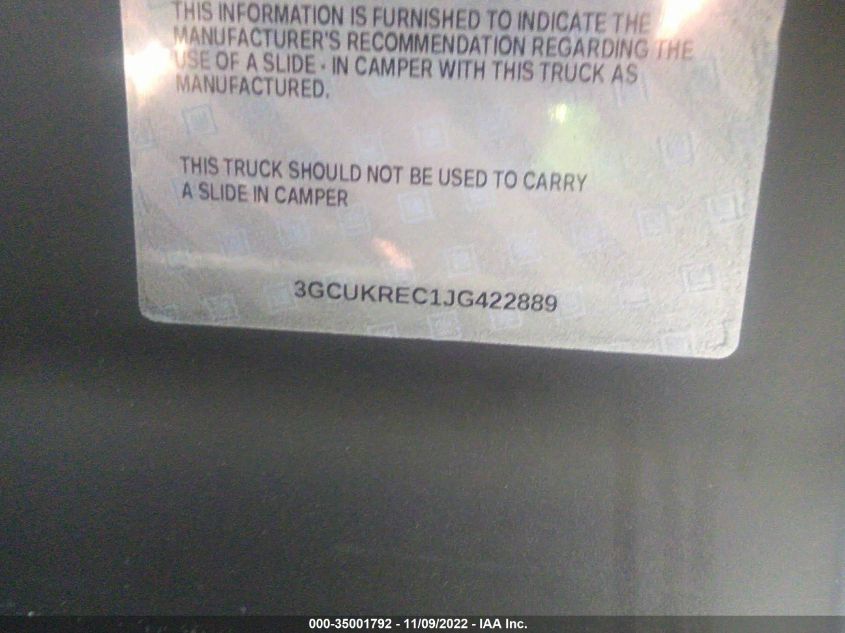 THIS INFORMATION IS FURNISHED TO INDICATE THE
MANUFACTURER'S RECOMMENDATION REGARDING THE
USE OF A SLIDE - IN CAMPER WITH THIS TRUCK AS
MANUFACTURED.
THIS TRUCK SHOULD NOT BE USED TO CARRY
A SLIDE IN CAMPER
3GCUKREC1JG422889
000-35001792 - 11/09/2022 - IAA Inc.